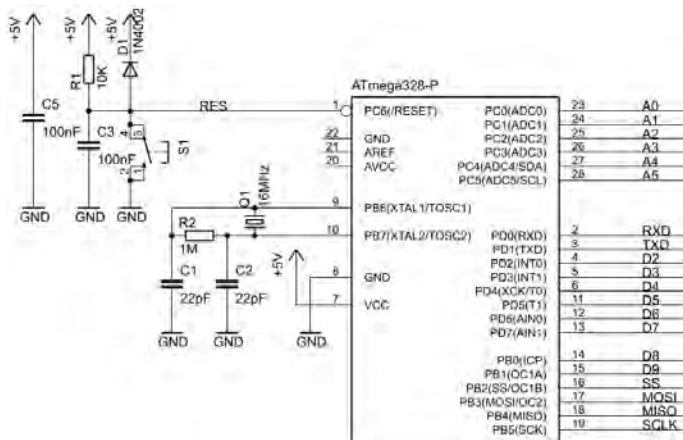 +5V
+5V
+5V
D1
1N4002
R1
10K
C5
100nF
C3
100nF
4
3
2
1
S1
GND
GND
GND
RES
ATmega328-P
1 PC6(/RESET)
22 GND
21 AREF
20 AVCC
9 PB6(XTAL1/TOSC1)
10 PB7(XTAL2/TOSC2)
6 GND
7 VCC
Q1
16MHz
R2
1M
C1
22pF
C2
22pF
+5V
GND
GND
GND
PC0(ADC0) 23 A0
PC1(ADC1) 24 A1
PC2(ADC2) 25 A2
PC3(ADC3) 26 A3
PC4(ADC4/SDA) 27 A4
PC5(ADC5/SCL) 28 A5
PD0(RXD) 2 RXD
PD1(TXD) 3 TXD
PD2(INT0) 4 D2
PD3(INT1) 5 D3
PD4(XCK/T0) 6 D4
PD5(T1) 11 D5
PD6(AIN0) 12 D6
PD7(AIN1) 13 D7
PB0(ICP) 14 D8
PB1(OC1A) 15 D9
PB2(SS/OC1B) 16 SS
PB3(MOSI/OC2) 17 MOSI
PB4(MISO) 18 MISO
PB5(SCK) 19 SCLK